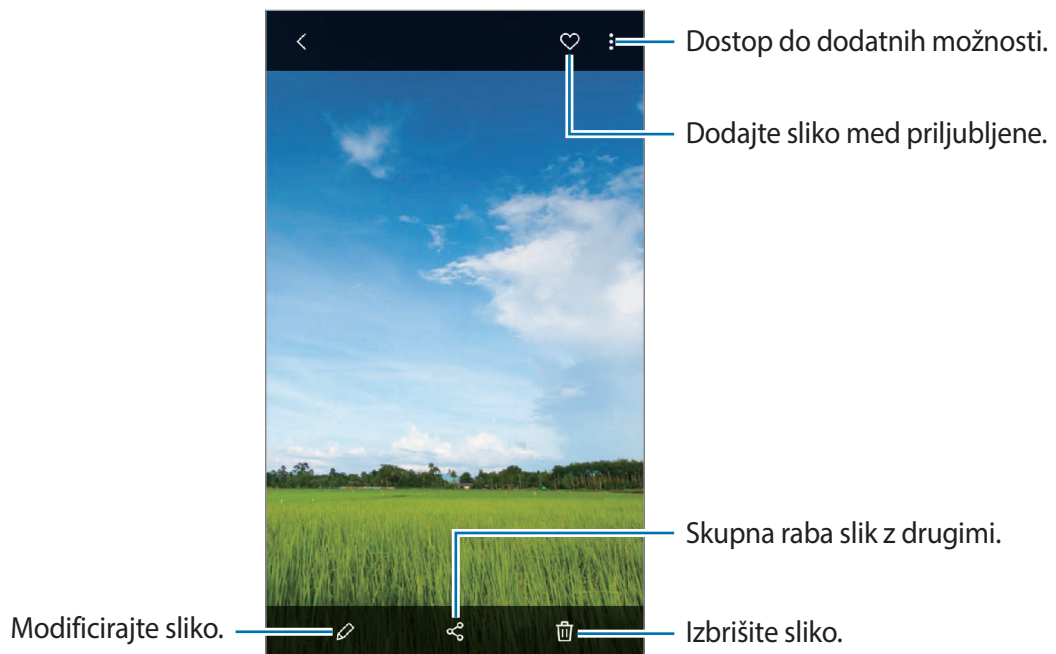 Dostop do dodatnih možnosti.
Dodajte sliko med priljubljene.
Skupna raba slik z drugimi.
Modificirajte sliko.
Izbrišite sliko.